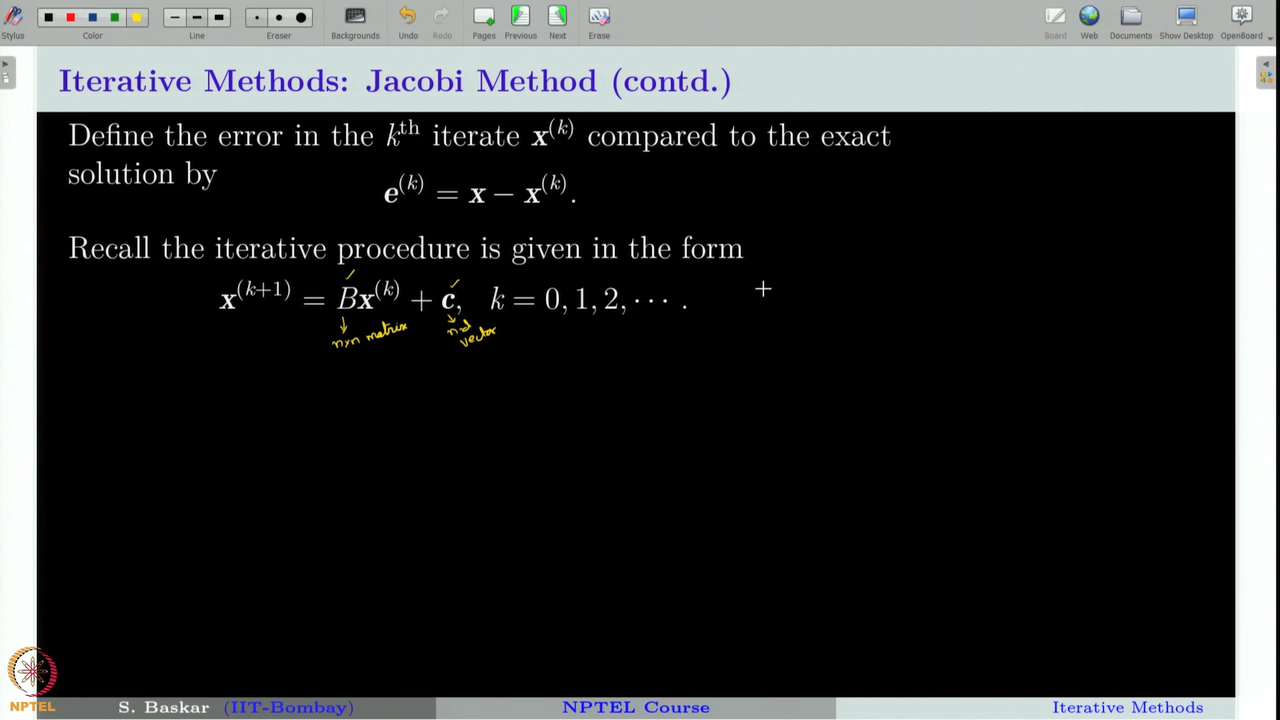 Stylus Color Line Eraser Backgrounds Undo Redo Pages Previous Next Erase Board Web Documents Show Desktop OpenBoard
Iterative Methods: Jacobi Method (contd.)
Define the error in the kᵗʰ iterate x⁽ᵏ⁾ compared to the exact
solution by
e⁽ᵏ⁾ = x − x⁽ᵏ⁾.
Recall the iterative procedure is given in the form
x⁽ᵏ⁺¹⁾ = Bx⁽ᵏ⁾ + c, k = 0, 1, 2, ⋯ .
n×n matrix
n-d
vector
NPTEL
S. Baskar (IIT-Bombay) NPTEL Course Iterative Methods